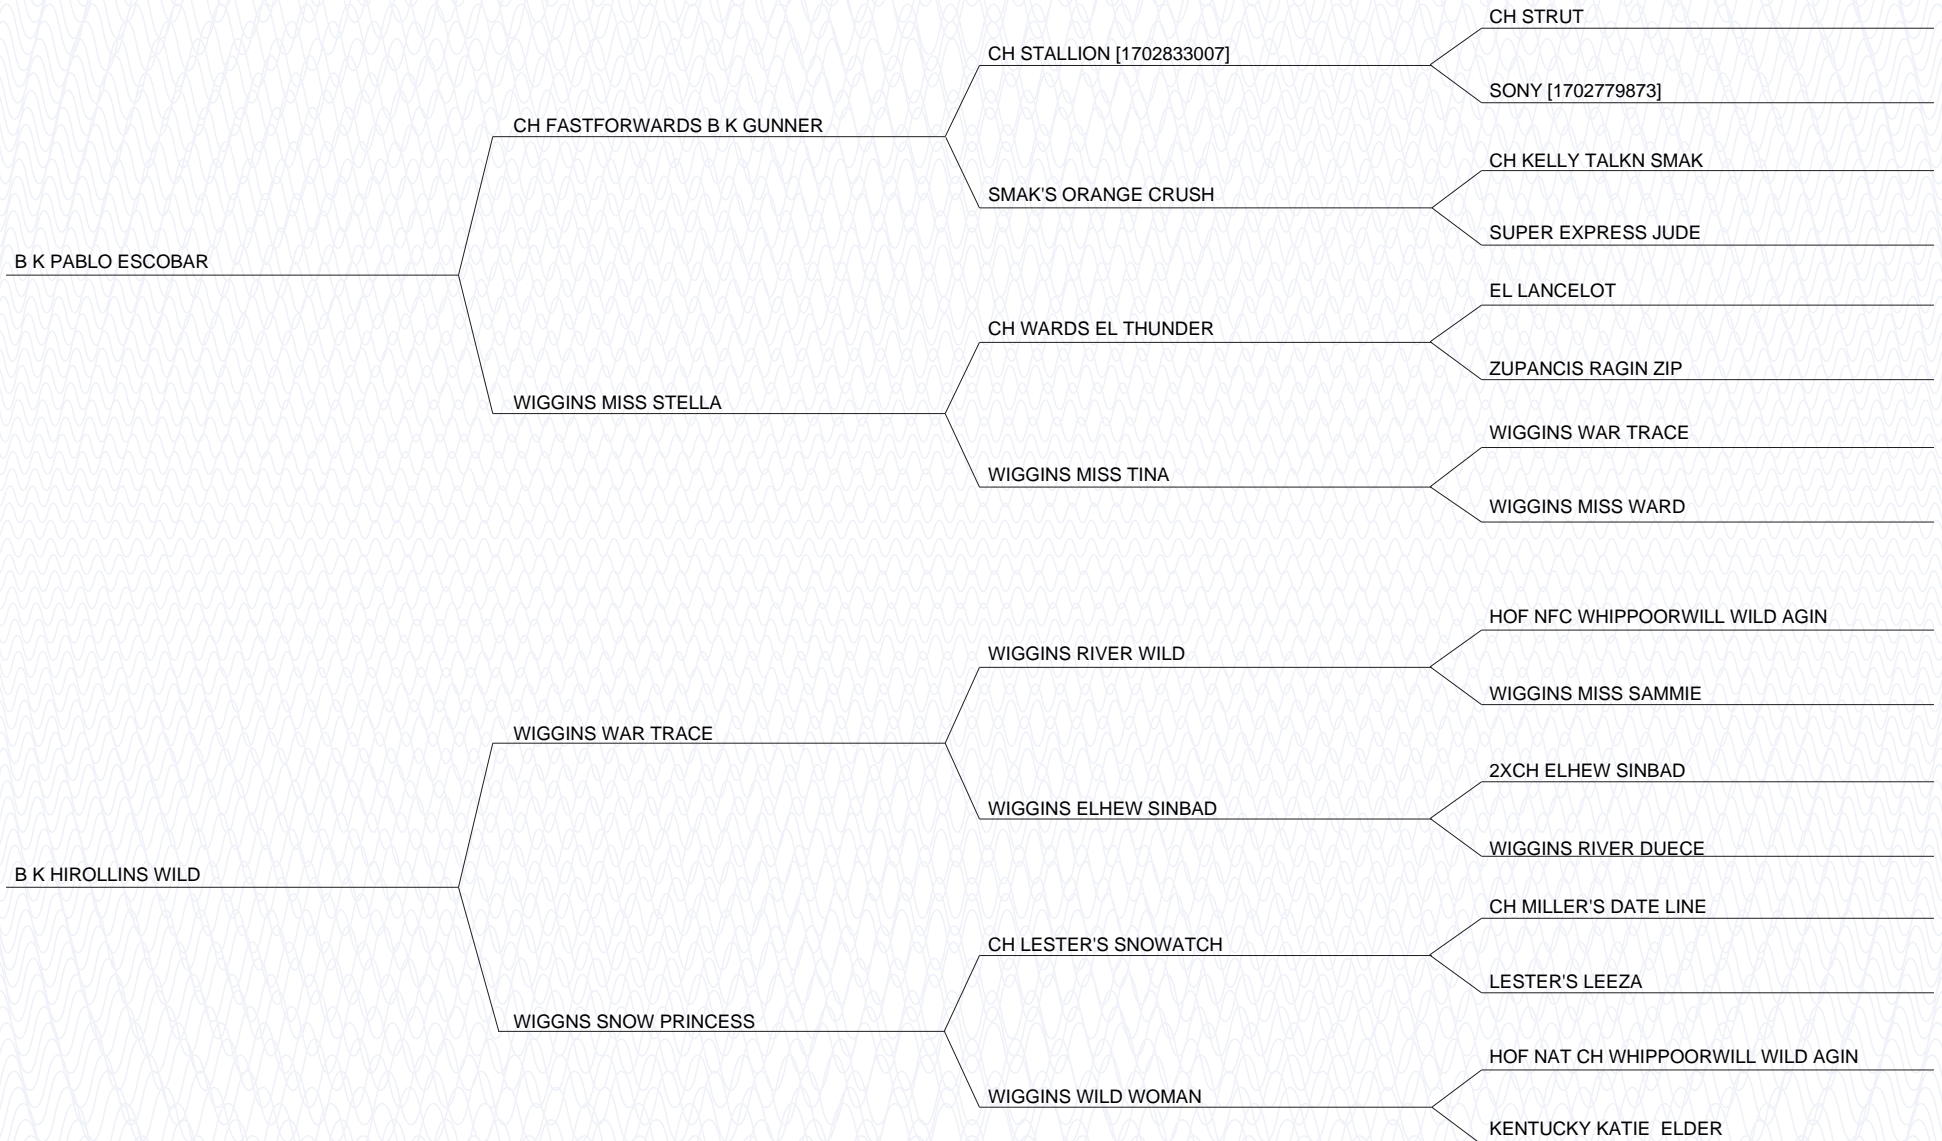 CH STRUT
CH STALLION [1702833007]
SONY [1702779873]
CH FASTFORWARDS B K GUNNER
CH KELLY TALKN SMAK
SMAK'S ORANGE CRUSH
SUPER EXPRESS JUDE
B K PABLO ESCOBAR
EL LANCELOT
CH WARDS EL THUNDER
ZUPANCIS RAGIN ZIP
WIGGINS MISS STELLA
WIGGINS WAR TRACE
WIGGINS MISS TINA
WIGGINS MISS WARD
HOF NFC WHIPPOORWILL WILD AGIN
WIGGINS RIVER WILD
WIGGINS MISS SAMMIE
WIGGINS WAR TRACE
2XCH ELHEW SINBAD
WIGGINS ELHEW SINBAD
WIGGINS RIVER DUECE
B K HIROLLINS WILD
CH MILLER'S DATE LINE
CH LESTER'S SNOWATCH
LESTER'S LEEZA
WIGGNS SNOW PRINCESS
HOF NAT CH WHIPPOORWILL WILD AGIN
WIGGINS WILD WOMAN
KENTUCKY KATIE  ELDER